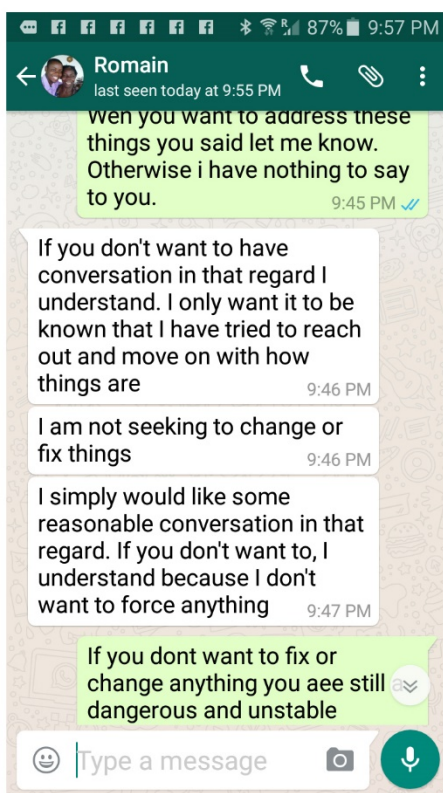 87% 9:57 PM
Romain
last seen today at 9:55 PM
Wen you want to address these
things you said let me know.
Otherwise i have nothing to say
to you.
9:45 PM
If you don't want to have
conversation in that regard I
understand. I only want it to be
known that I have tried to reach
out and move on with how
things are
9:46 PM
I am not seeking to change or
fix things
9:46 PM
I simply would like some
reasonable conversation in that
regard. If you don't want to, I
understand because I don't
want to force anything
9:47 PM
If you dont want to fix or
change anything you aee still
dangerous and unstable
Type a message